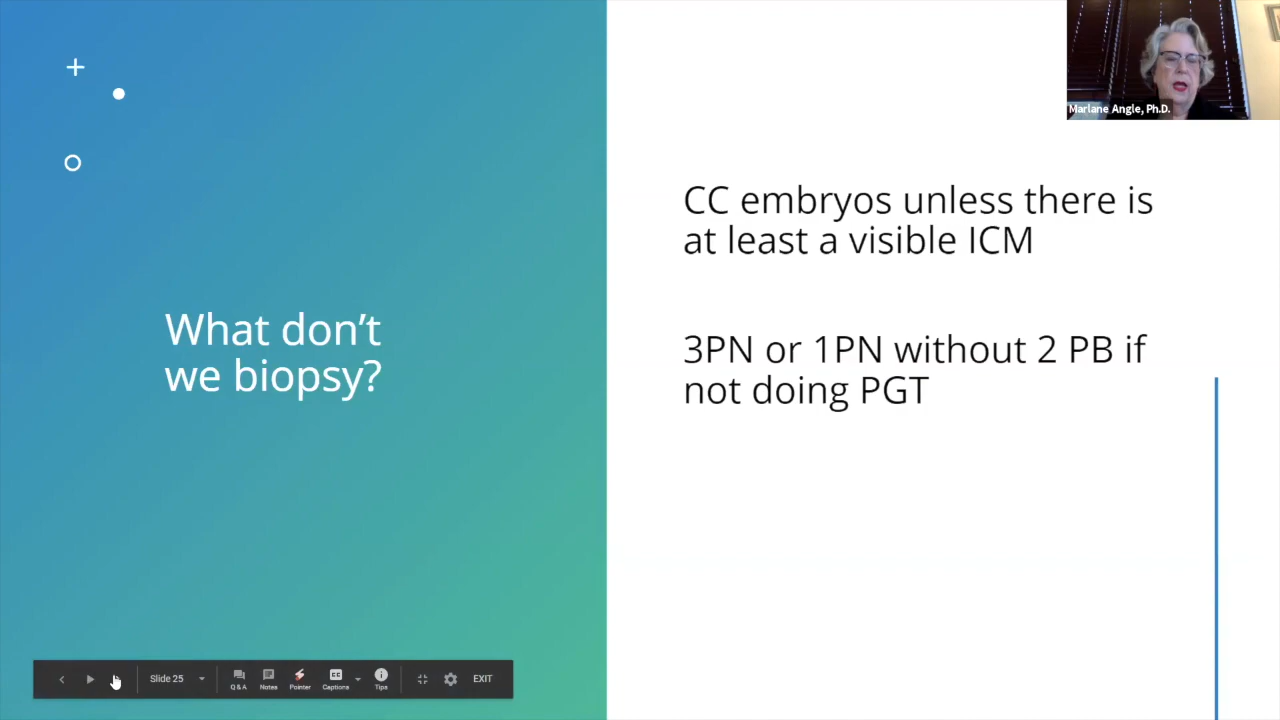 Marlane Angle, Ph.D.
What don't
we biopsy?
CC embryos unless there is
at least a visible ICM
3PN or 1PN without 2 PB if
not doing PGT
Slide 25
Q & A
Notes
Pointer
CC
Captions
Tips
EXIT